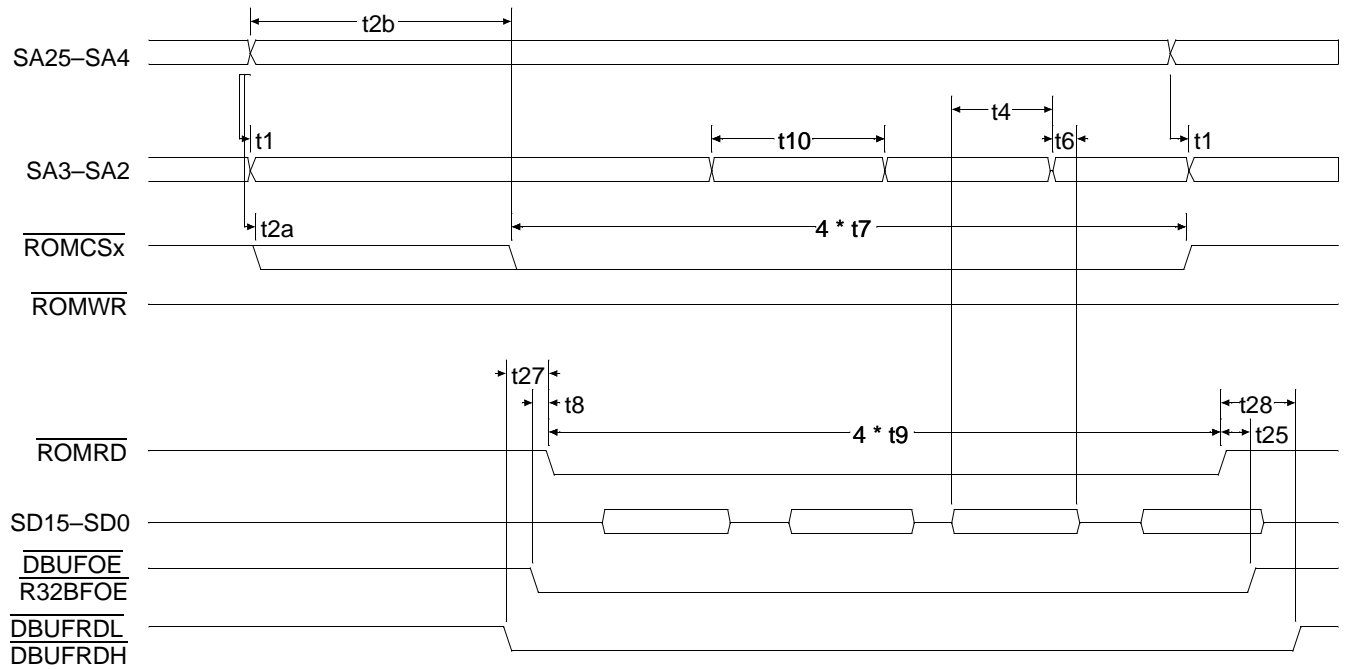 t2b
SA25–SA4
t4
t1 t10 t6 t1
SA3–SA2
t2a 4 * t7
ROMCSx
ROMWR
t27
t8 t28
4 * t9 t25
ROMRD
SD15–SD0
DBUFOE
R32BFOE
DBUFRDL
DBUFRDH